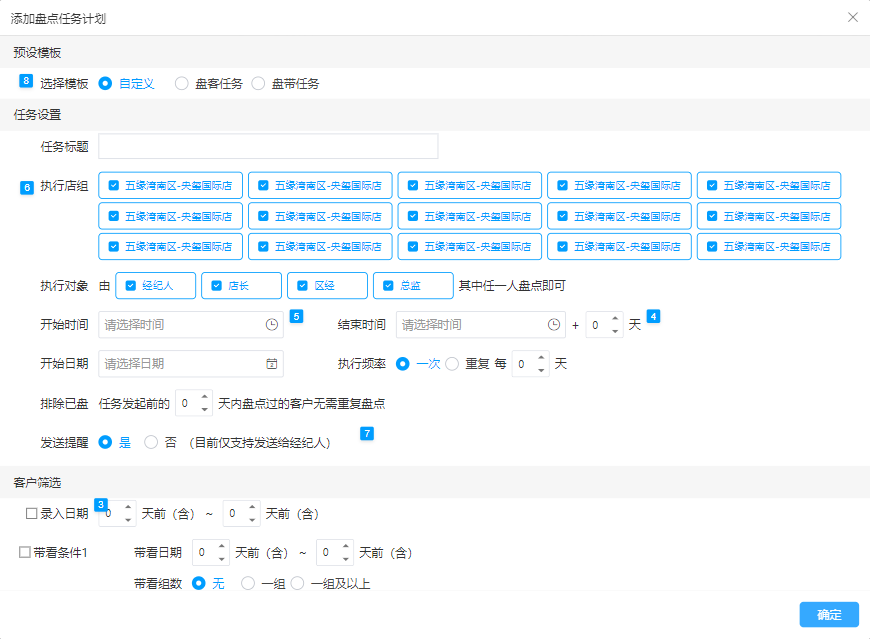 添加盘点任务计划
预设模板
8 选择模板 自定义 盘客任务 盘带任务
任务设置
任务标题
6 执行店组 五缘湾南区-央玺国际店 五缘湾南区-央玺国际店 五缘湾南区-央玺国际店 五缘湾南区-央玺国际店 五缘湾南区-央玺国际店
五缘湾南区-央玺国际店 五缘湾南区-央玺国际店 五缘湾南区-央玺国际店 五缘湾南区-央玺国际店 五缘湾南区-央玺国际店
五缘湾南区-央玺国际店 五缘湾南区-央玺国际店 五缘湾南区-央玺国际店 五缘湾南区-央玺国际店 五缘湾南区-央玺国际店
执行对象 由 经纪人 店长 区经 总监 其中任一人盘点即可
开始时间 请选择时间 5 结束时间 请选择时间 + 0 天 4
开始日期 请选择日期 执行频率 一次 重复 每 0 天
排除已盘 任务发起前的 0 天内盘点过的客户无需重复盘点
发送提醒 是 否 （目前仅支持发送给经纪人） 7
客户筛选
录入日期 3 0 天前（含） ~ 0 天前（含）
带看条件1 带看日期 0 天前（含） ~ 0 天前（含）
带看组数 无 一组 一组及以上
确定